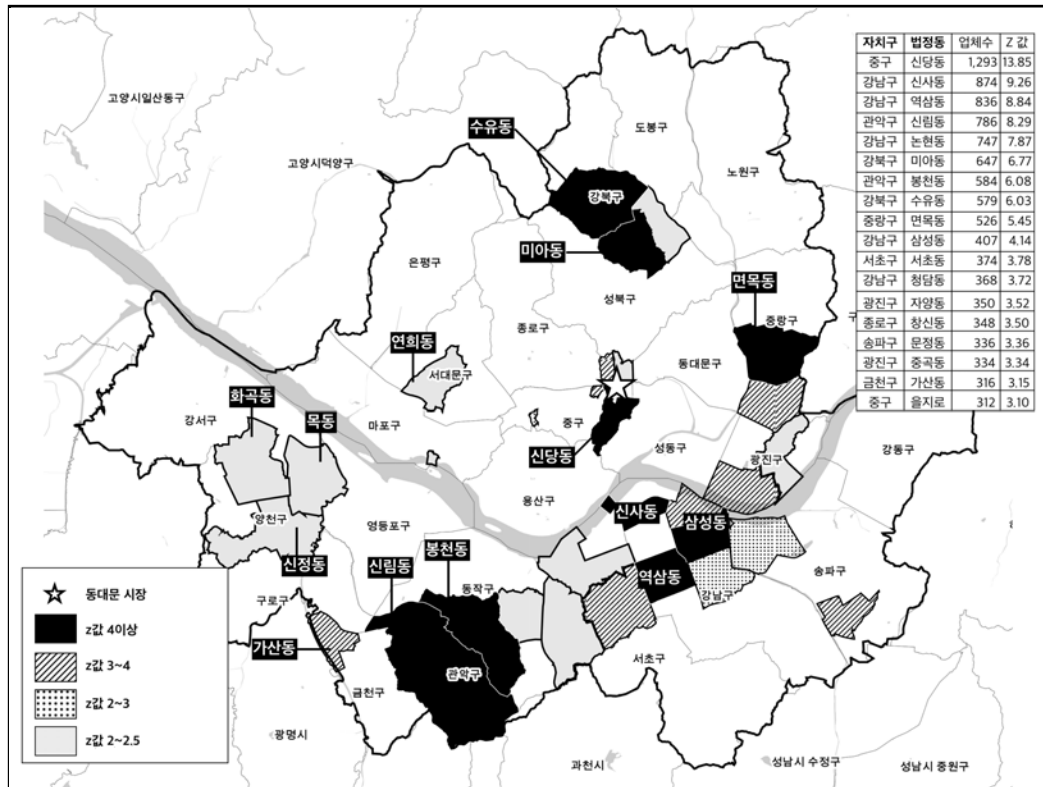 자치구 법정동 업체수 Z 값
중구 신당동 1,293 13.85
강남구 신사동 874 9.26
강남구 역삼동 836 8.84
관악구 신림동 786 8.29
강남구 논현동 747 7.87
강북구 미아동 647 6.77
관악구 봉천동 584 6.08
강북구 수유동 579 6.03
중랑구 면목동 526 5.45
강남구 삼성동 407 4.14
서초구 서초동 374 3.78
강남구 청담동 368 3.72
광진구 자양동 350 3.52
종로구 창신동 348 3.50
송파구 문정동 336 3.36
광진구 중곡동 334 3.34
금천구 가산동 316 3.15
중구 을지로 312 3.10
고양시일산동구
수유동
도봉구
고양시덕양구
노원구
강북구
미아동
은평구
면목동
성북구
종로구
중랑구
구
연희동
서대문구
동대문구
화곡동
강서구
목동
마포구
중구
신당동
성동구
광진구
강동구
용산구
신사동
삼성동
양천구
영등포구
신정동
신림동
봉천동
역삼동
송파구
동작구
강남구
구로구
가산동
서초구
관악구
금천구
광명시
과천시
성남시 수정구
성남시 중원구
동대문 시장
z값 4이상
z값 3~4
z값 2~3
z값 2~2.5